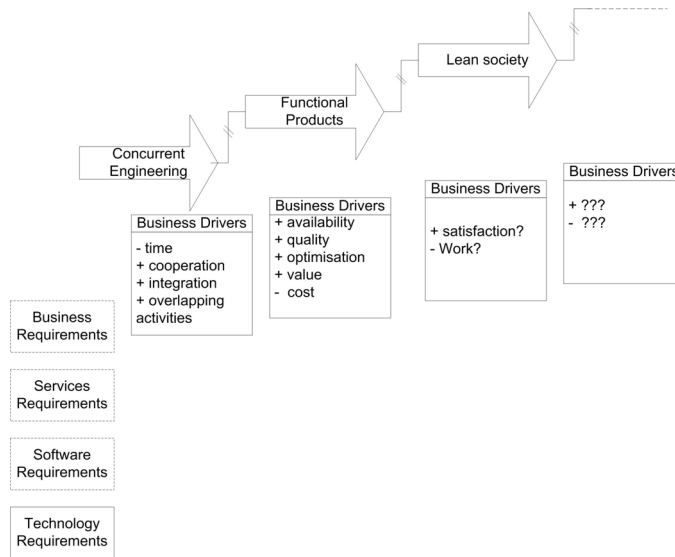 Lean society
Functional
Products
Concurrent
Engineering
Business Drivers
- time
+ cooperation
+ integration
+ overlapping
activities
Business Drivers
+ availability
+ quality
+ optimisation
+ value
- cost
Business Drivers
+ satisfaction?
- Work?
Business Drivers
+ ???
- ???
Business
Requirements
Services
Requirements
Software
Requirements
Technology
Requirements